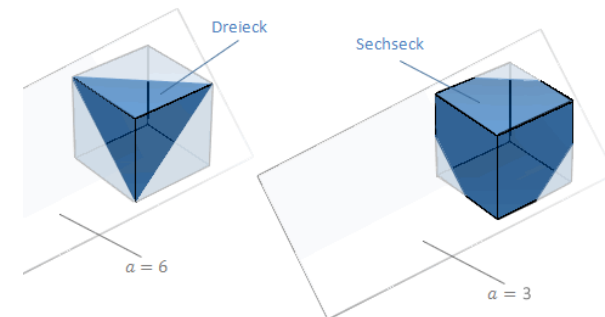 Dreieck
Sechseck
a = 6
a = 3